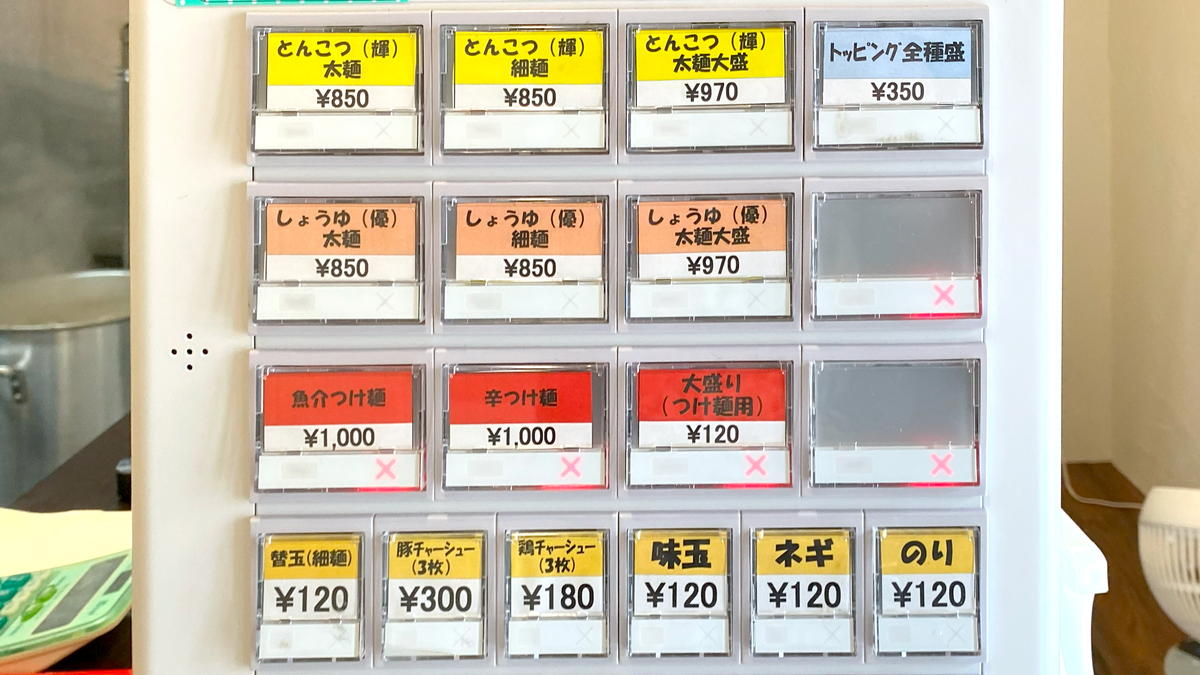 とんこつ(輝)
太麺
¥850
とんこつ(輝)
細麺
¥850
とんこつ(輝)
太麺大盛
¥970
トッピング全種盛
¥350
しょうゆ(優)
太麺
¥850
しょうゆ(優)
細麺
¥850
しょうゆ(優)
太麺大盛
¥970
魚介つけ麺
¥1,000
辛つけ麺
¥1,000
大盛り
(つけ麺用)
¥120
替玉(細麺)
¥120
豚チャーシュー
(3枚)
¥300
鶏チャーシュー
(3枚)
¥180
味玉
¥120
ネギ
¥120
のり
¥120